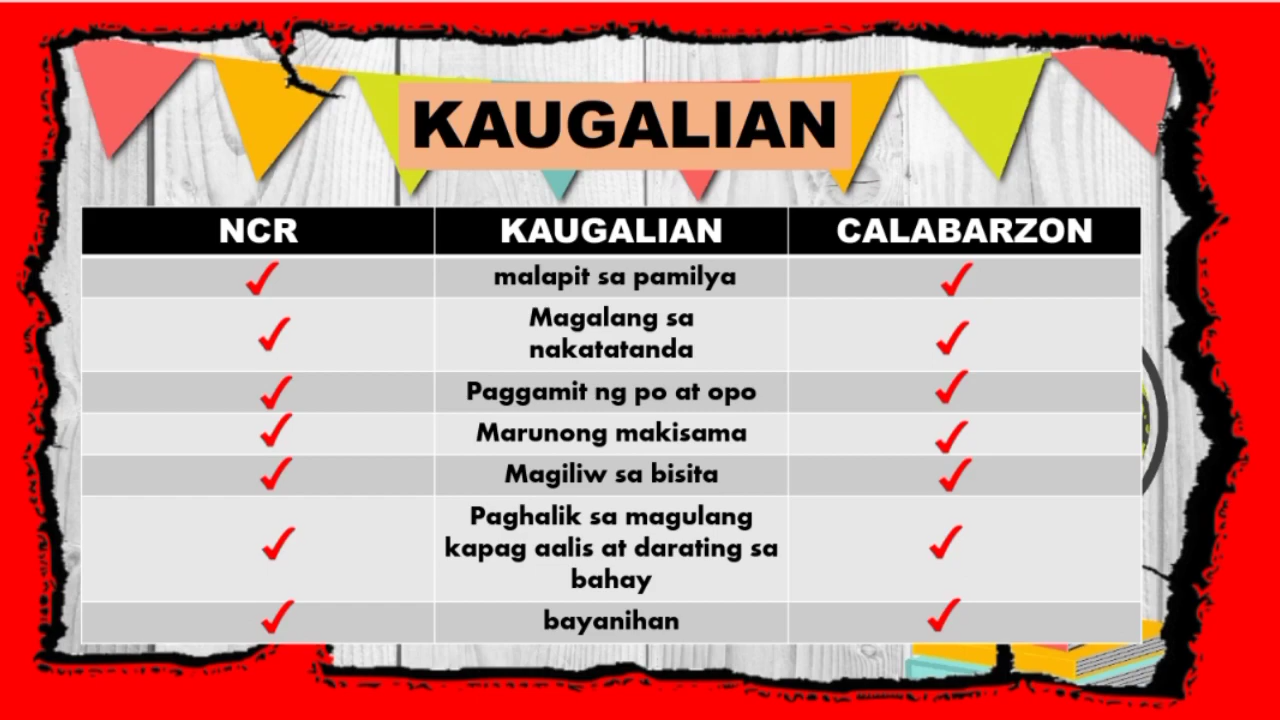 KAUGALIAN
NCR KAUGALIAN CALABARZON
✓ malapit sa pamilya ✓
✓ Magalang sa ✓
nakatatanda
✓ Paggamit ng po at opo ✓
✓ Marunong makisama ✓
✓ Magiliw sa bisita ✓
Paghalik sa magulang
✓ kapag aalis at darating sa ✓
bahay
✓ bayanihan ✓